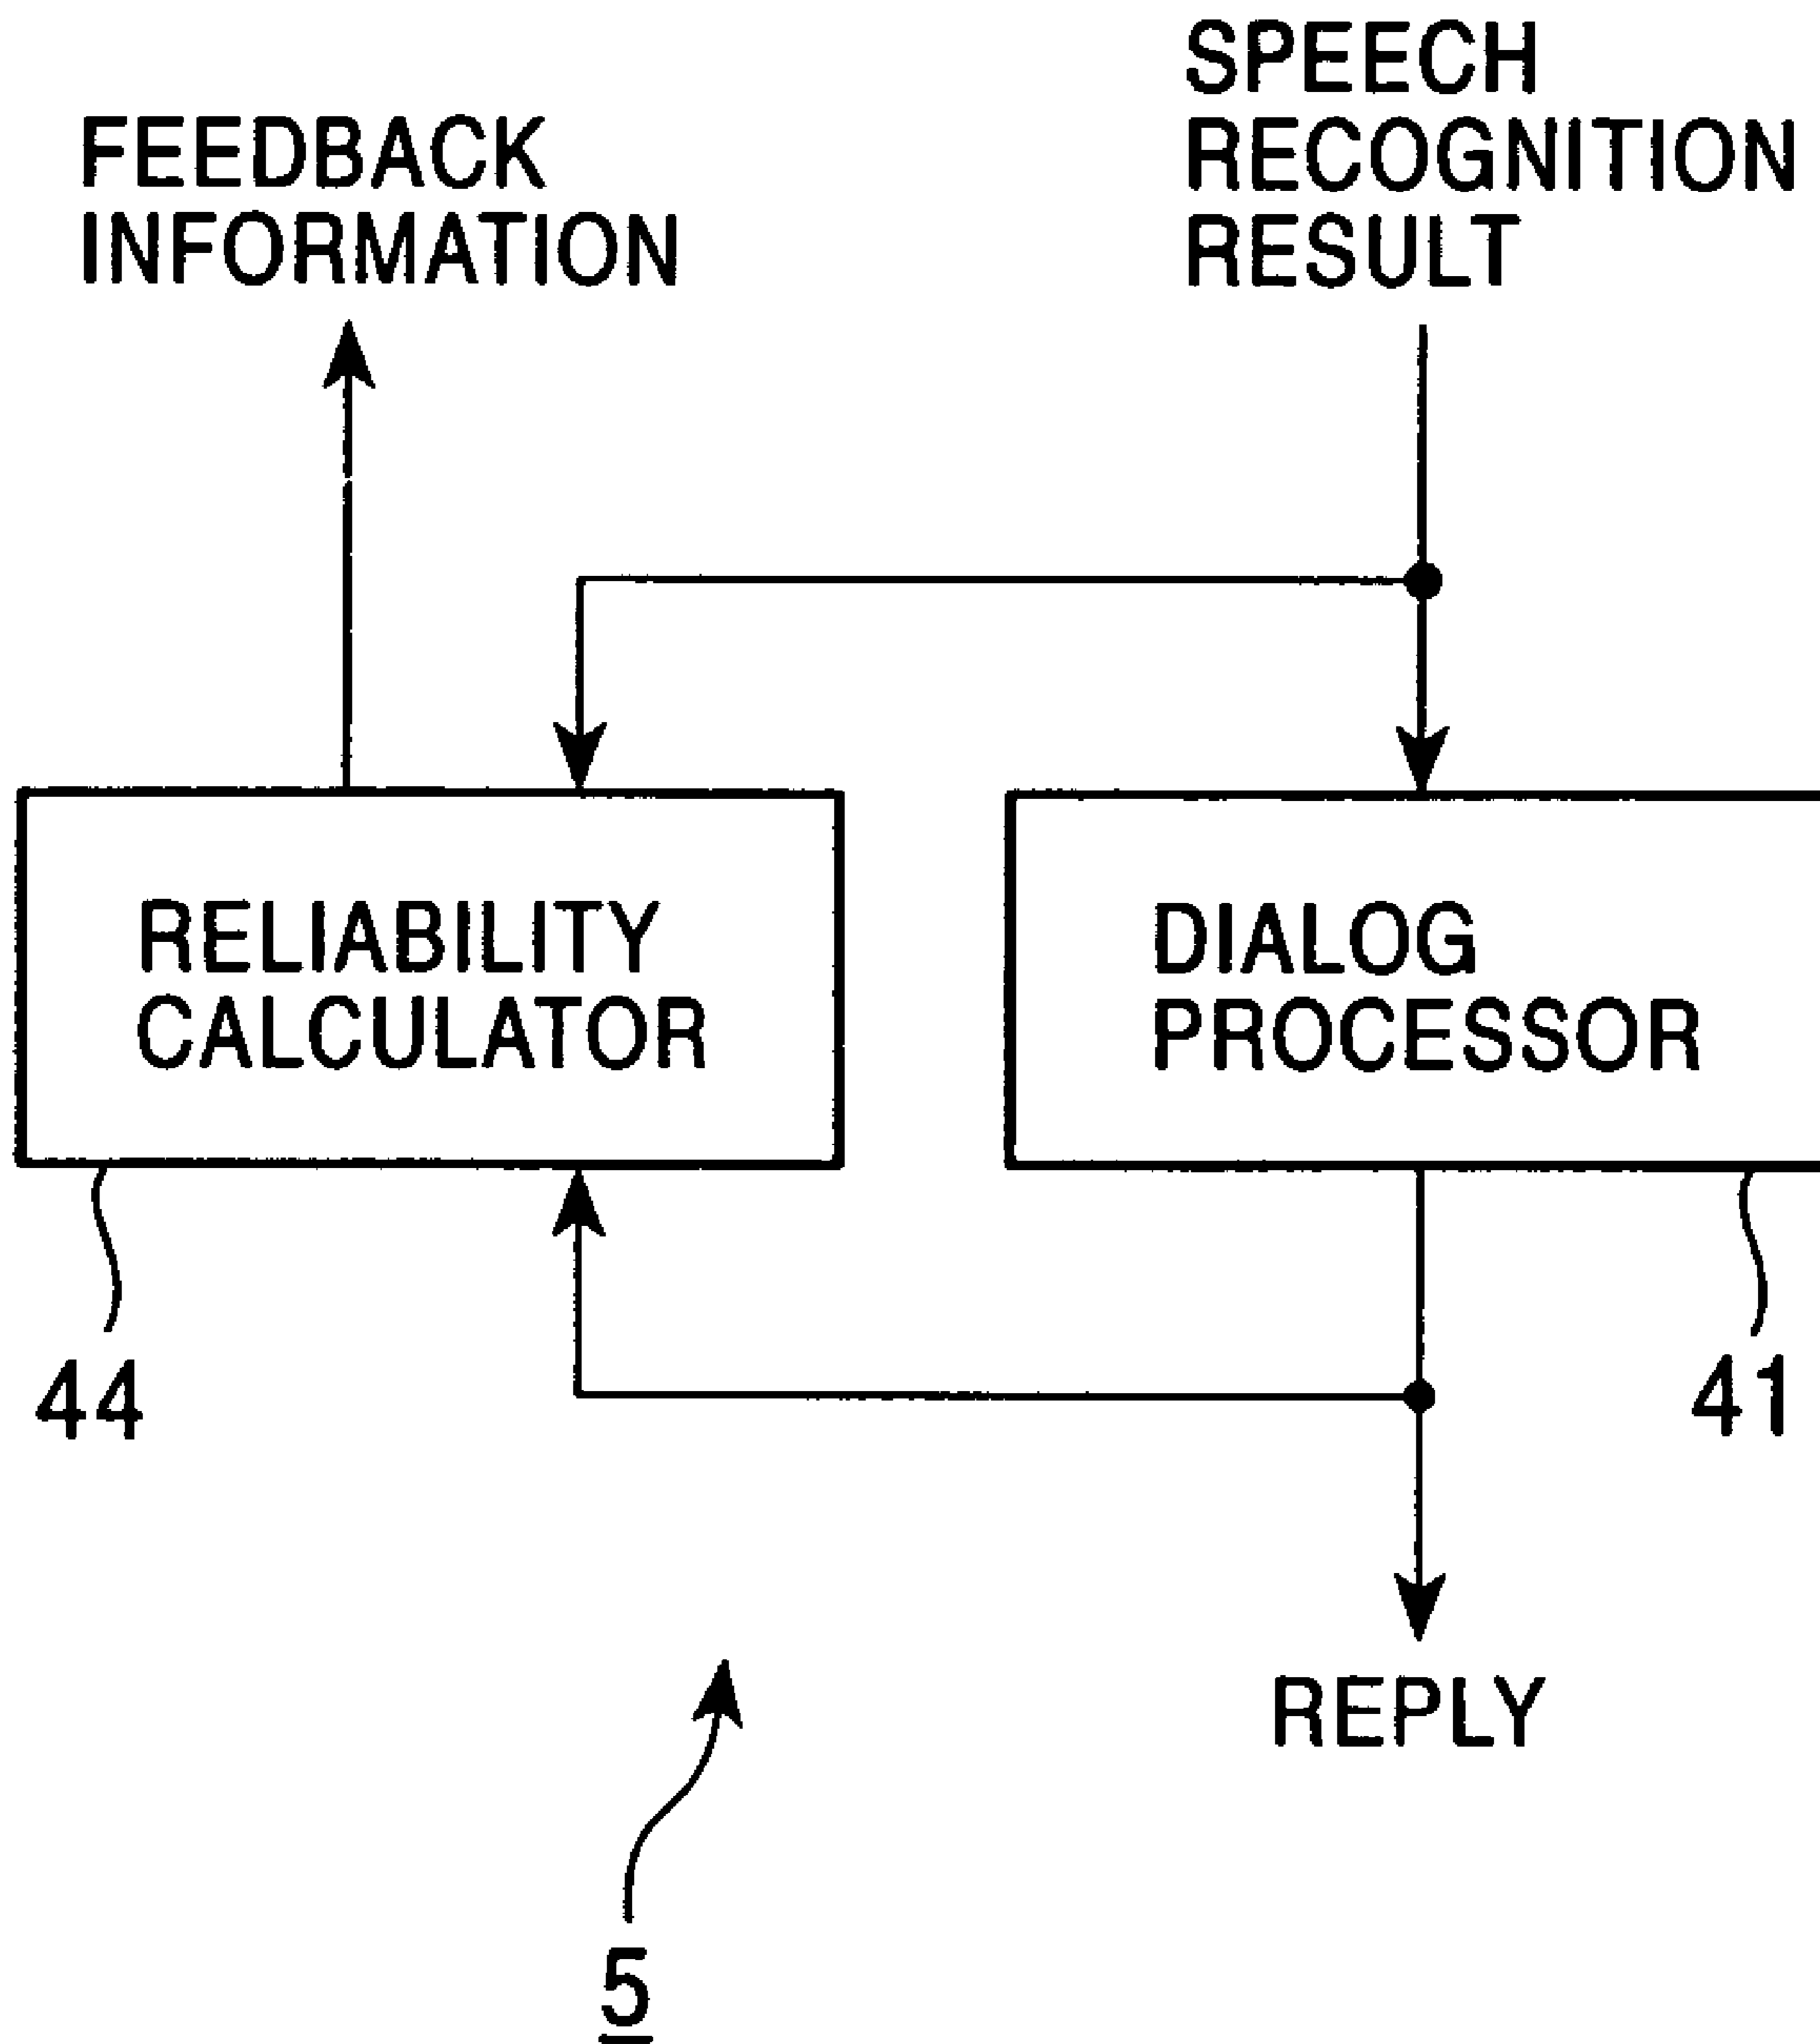 FEEDBACK
INFORMATION
SPEECH
RECOGNITION
RESULT
RELIABILITY
CALCULATOR
DIALOG
PROCESSOR
44
41
REPLY
5